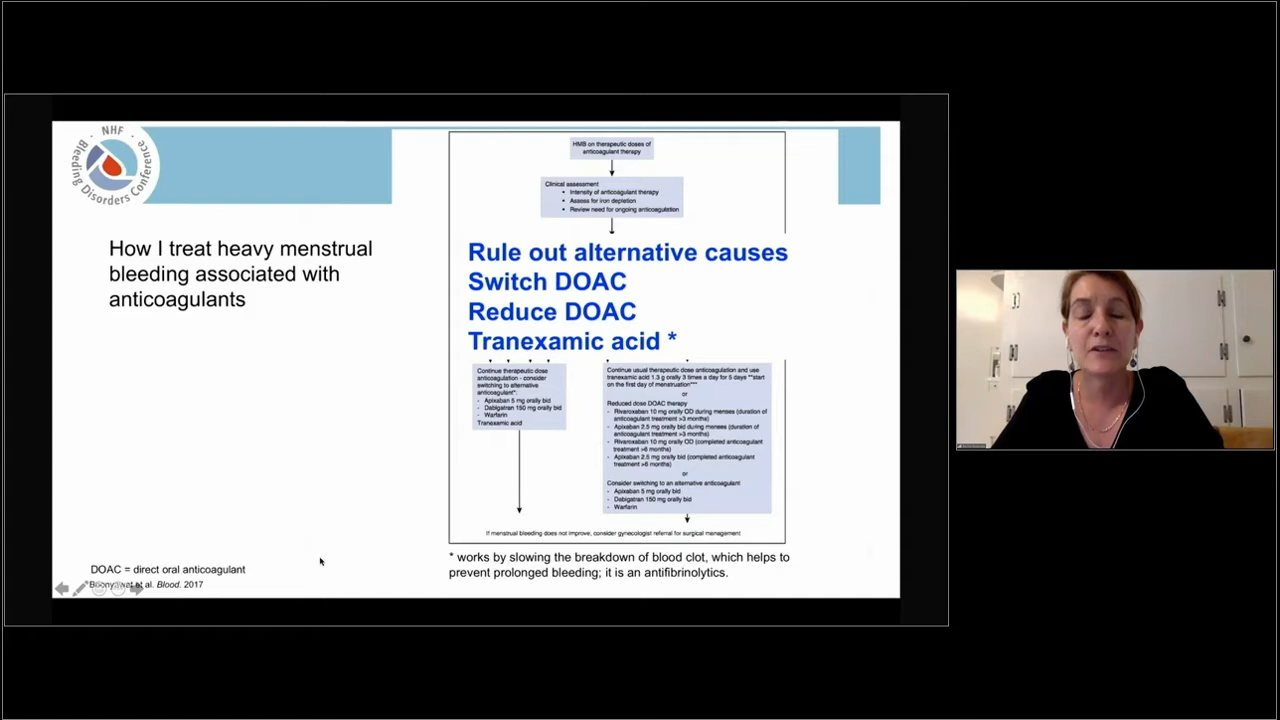 NHF
Bleeding Disorders Conference
How I treat heavy menstrual
bleeding associated with
anticoagulants
HMB on therapeutic doses of
anticoagulant therapy
Clinical assessment
• Intensity of anticoagulant therapy
• Assess for iron depletion
• Review need for ongoing anticoagulation
Rule out alternative causes
Switch DOAC
Reduce DOAC
Tranexamic acid *
Continue therapeutic dose
anticoagulation - consider
switching to alternative
anticoagulant*:
- Apixaban 5 mg orally bid
- Dabigatran 150 mg orally bid
- Warfarin
Tranexamic acid
Continue usual therapeutic dose anticoagulation and use
tranexamic acid 1.3 g orally 3 times a day for 5 days **start
on the first day of menstruation***
or
Reduced dose DOAC therapy
- Rivaroxaban 10 mg orally OD during menses (duration of
anticoagulant treatment >3 months)
- Apixaban 2.5 mg orally bid during menses (duration of
anticoagulant treatment >3 months)
- Rivaroxaban 10 mg orally OD (completed anticoagulant
treatment >6 months)
- Apixaban 2.5 mg orally bid (completed anticoagulant
treatment >6 months)
or
Consider switching to an alternative anticoagulant
- Apixaban 5 mg orally bid
- Dabigatran 150 mg orally bid
- Warfarin
If menstrual bleeding does not improve, consider gynecologist referral for surgical management
* works by slowing the breakdown of blood clot, which helps to
prevent prolonged bleeding; it is an antifibrinolytics.
DOAC = direct oral anticoagulant
et al. Blood. 2017